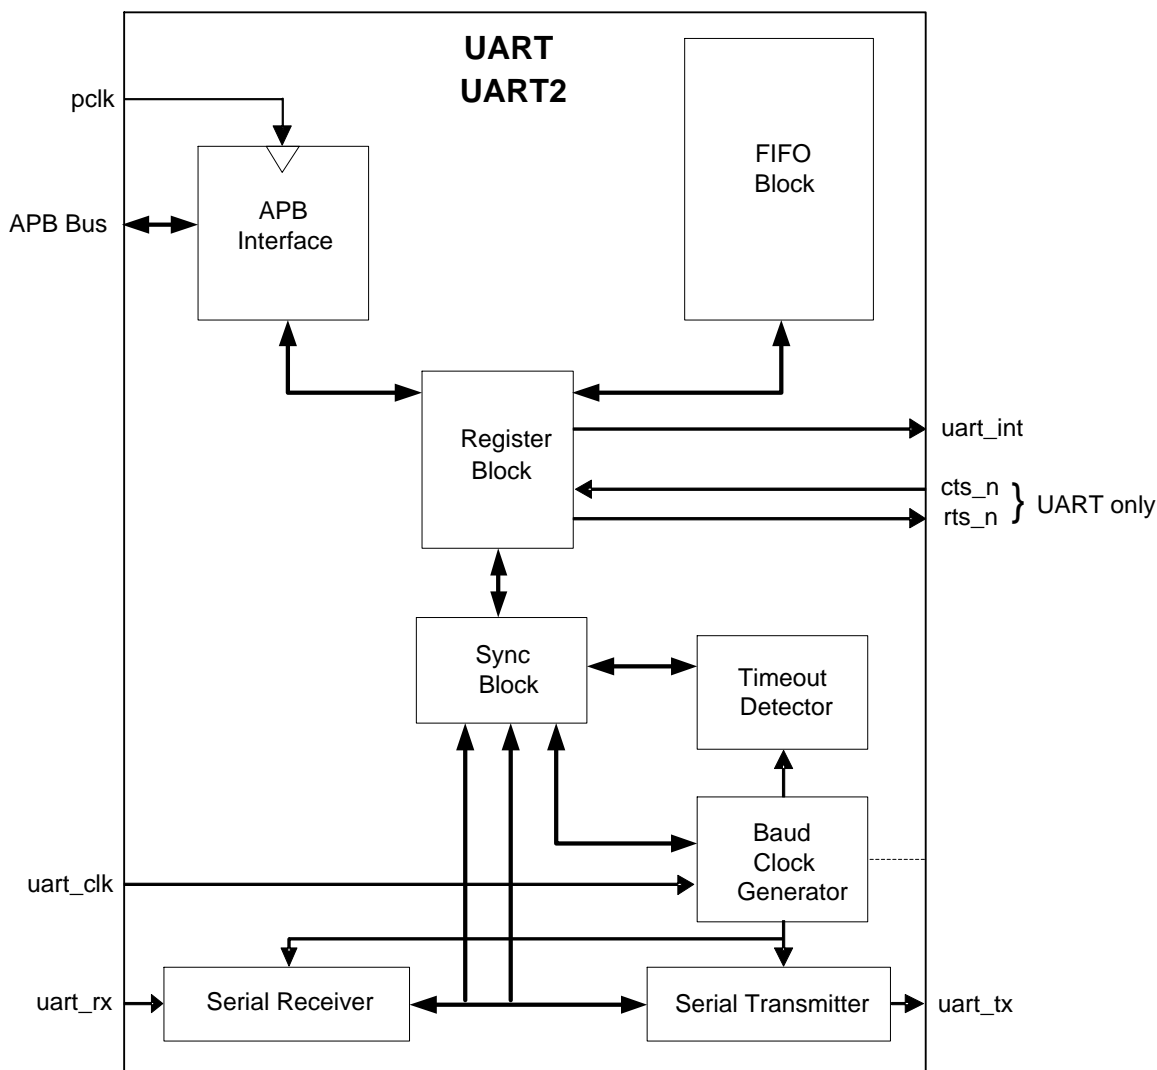 UART
UART2
pclk
FIFO
Block
APB Bus
APB
Interface
Register
Block
uart_int
cts_n
rts_n
} UART only
Sync
Block
Timeout
Detector
Baud
Clock
Generator
uart_clk
uart_rx
Serial Receiver
Serial Transmitter
uart_tx